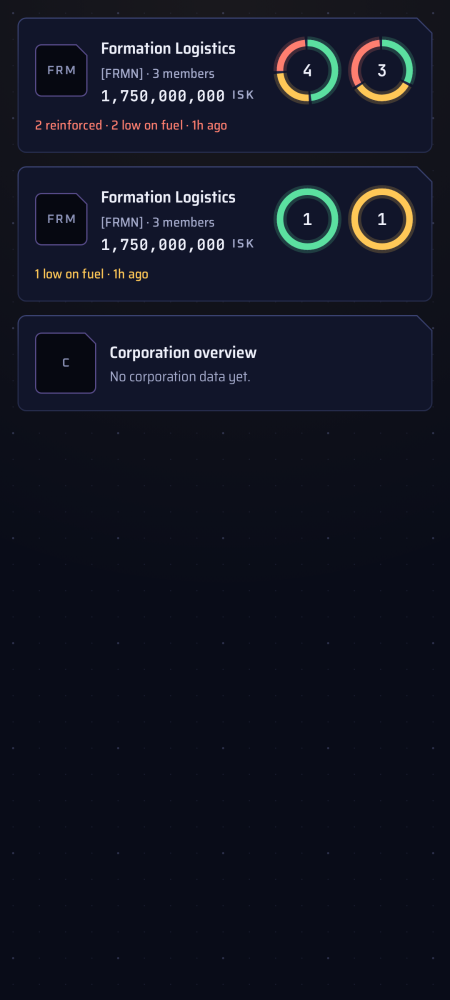 FRM
Formation Logistics
[FRMN] · 3 members
1,750,000,000 ISK
4
3
2 reinforced · 2 low on fuel · 1h ago
FRM
Formation Logistics
[FRMN] · 3 members
1,750,000,000 ISK
1
1
1 low on fuel · 1h ago
C
Corporation overview
No corporation data yet.